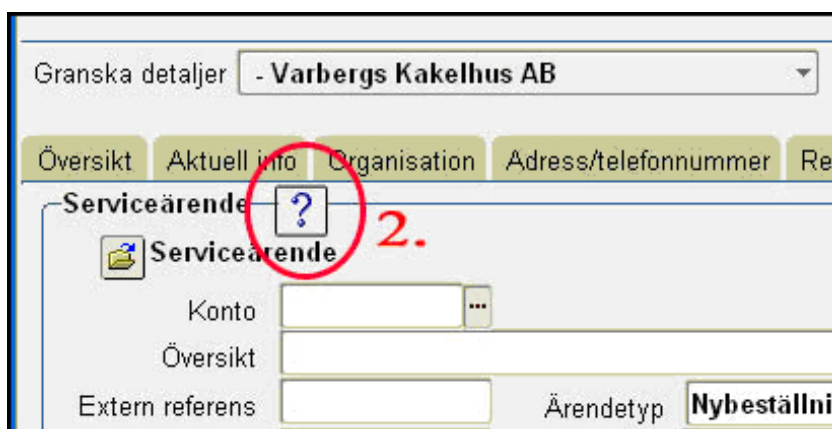 Granska detaljer - Varbergs Kakelhus AB
Översikt Aktuell info Organisation Adress/telefonnummer Re
Serviceärende ? 2.
Serviceärende
Konto ...
Översikt
Extern referens Ärendetyp Nybeställni